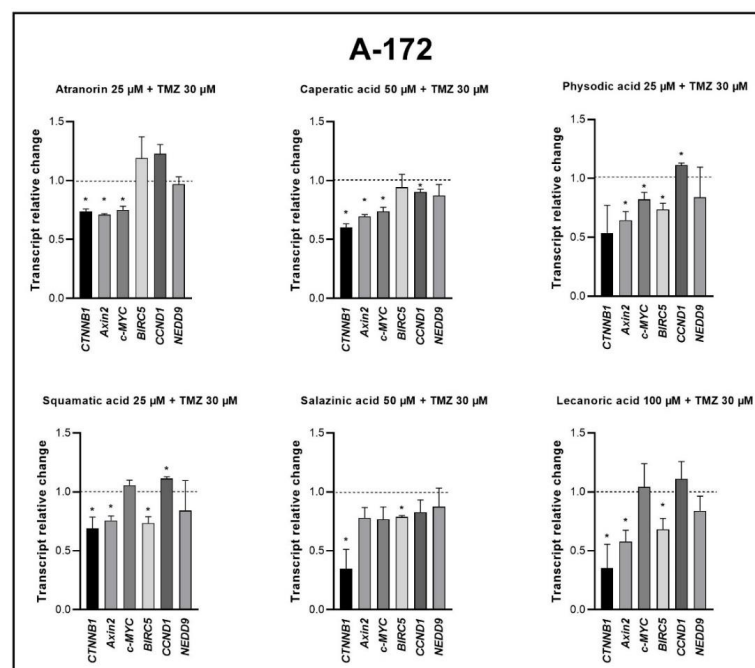 A-172
Atranorin 25 µM + TMZ 30 µM
Transcript relative change
1.5
1.0
0.5
0.0
* * *
CTNNB1
Axin2
c-MYC
BIRC5
CCND1
NEDD9
Caperatic acid 50 µM + TMZ 30 µM
Transcript relative change
1.5
1.0
0.5
0.0
* * * *
CTNNB1
Axin2
c-MYC
BIRC5
CCND1
NEDD9
Physodic acid 25 µM + TMZ 30 µM
Transcript relative change
1.5
1.0
0.5
0.0
* * * *
CTNNB1
Axin2
c-MYC
BIRC5
CCND1
NEDD9
Squamatic acid 25 µM + TMZ 30 µM
Transcript relative change
1.5
1.0
0.5
0.0
* * * *
CTNNB1
Axin2
c-MYC
BIRC5
CCND1
NEDD9
Salazinic acid 50 µM + TMZ 30 µM
Transcript relative change
1.5
1.0
0.5
0.0
* *
CTNNB1
Axin2
c-MYC
BIRC5
CCND1
NEDD9
Lecanoric acid 100 µM + TMZ 30 µM
Transcript relative change
1.5
1.0
0.5
0.0
* * *
CTNNB1
Axin2
c-MYC
BIRC5
CCND1
NEDD9